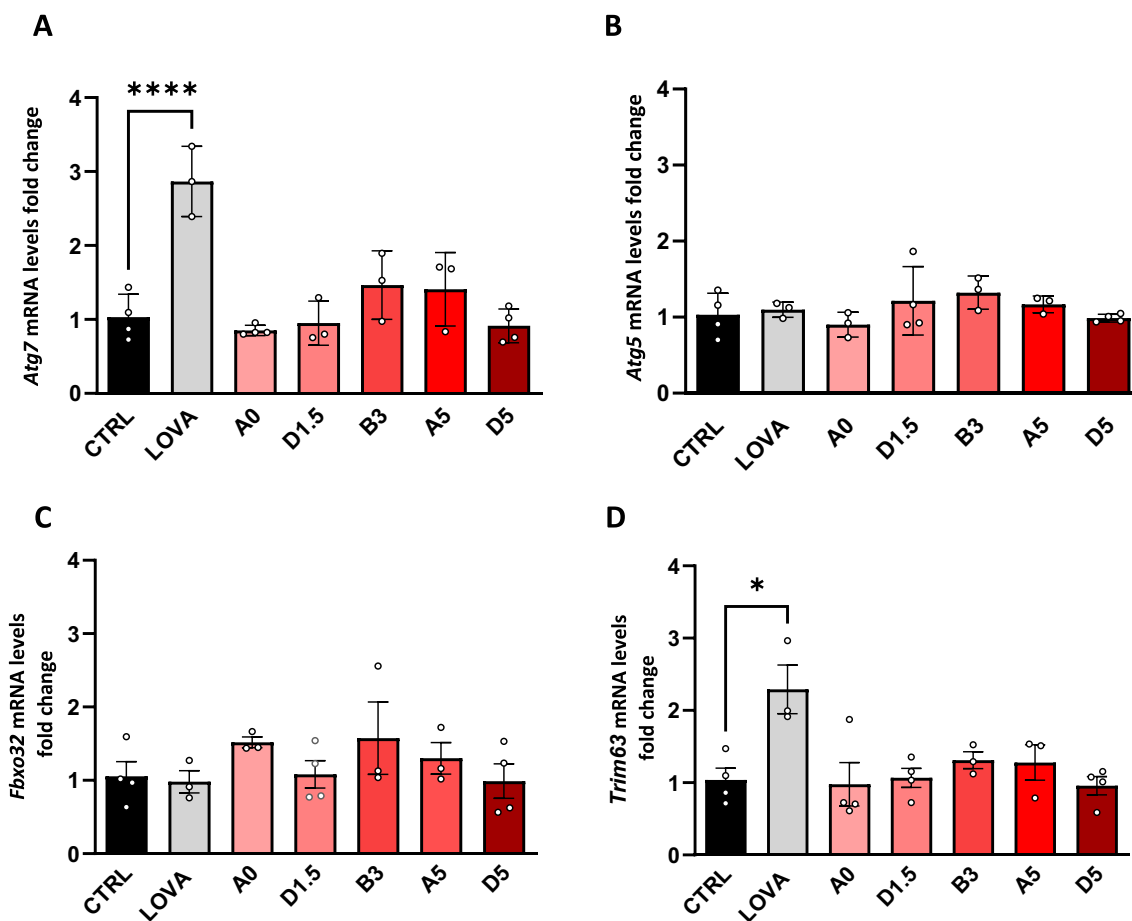 A
Atg7 mRNA levels fold change
4
3
2
1
0
****
CTRL
LOVA
A0
D1.5
B3
A5
D5
B
Atg5 mRNA levels fold change
4
3
2
1
0
CTRL
LOVA
A0
D1.5
B3
A5
D5
C
Fbxo32 mRNA levels
fold change
4
3
2
1
0
CTRL
LOVA
A0
D1.5
B3
A5
D5
D
Trim63 mRNA levels
fold change
4
3
2
1
0
*
CTRL
LOVA
A0
D1.5
B3
A5
D5